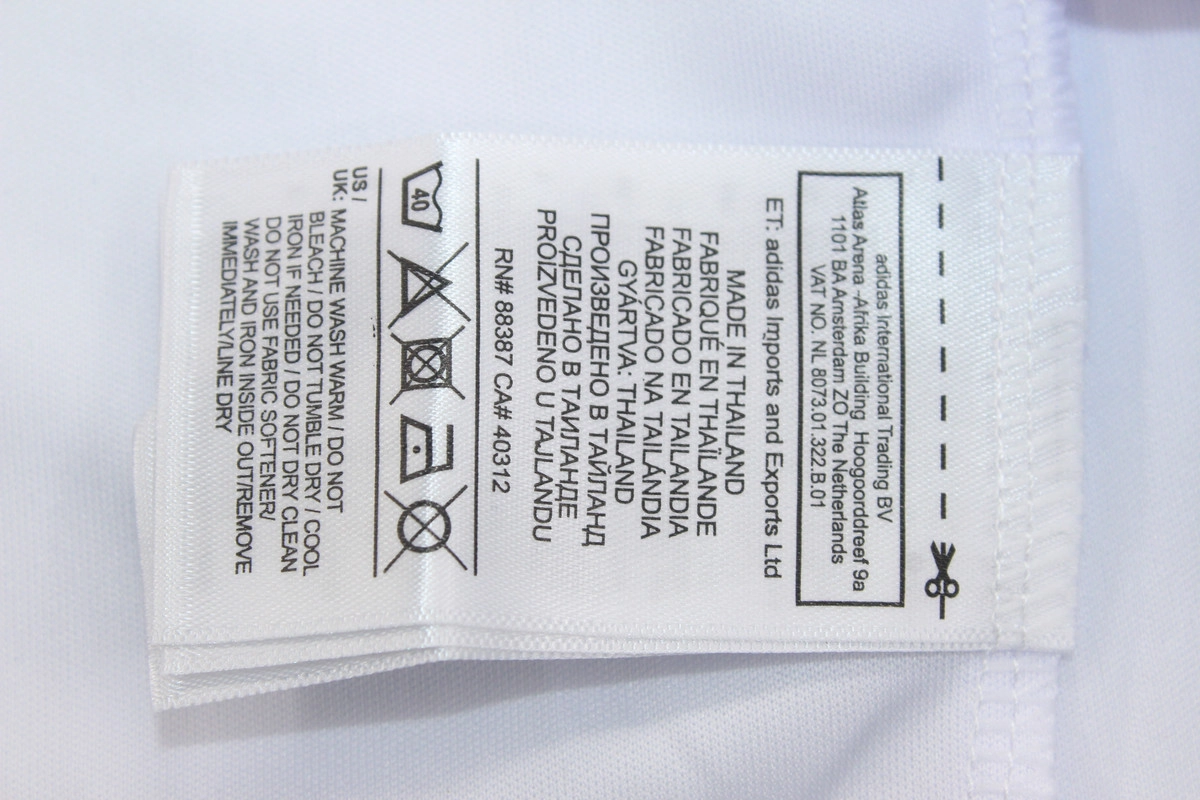 adidas International Trading BV
Atlas Arena -Afrika Building Hoogoorddreef 9a
1101 BA Amsterdam ZO The Netherlands
VAT NO. NL 8073.01.322.B.01
ET: adidas Imports and Exports Ltd
MADE IN THAILAND
FABRIQUÉ EN THAÏLANDE
FABRICADO EN TAILANDIA
FABRICADO NA TAILÁNDIA
GYÁRTVA: THAILAND
ПРОИЗВЕДЕНО В ТАЙЛАНД
СДЕЛАНО В ТАИЛАНДЕ
PROIZVEDENO U TAJLANDU
RN# 88387 CA# 40312
40
US /
UK: MACHINE WASH WARM / DO NOT
BLEACH / DO NOT TUMBLE DRY / COOL
IRON IF NEEDED / DO NOT DRY CLEAN
DO NOT USE FABRIC SOFTENER/
WASH AND IRON INSIDE OUT/REMOVE
IMMEDIATELY/LINE DRY